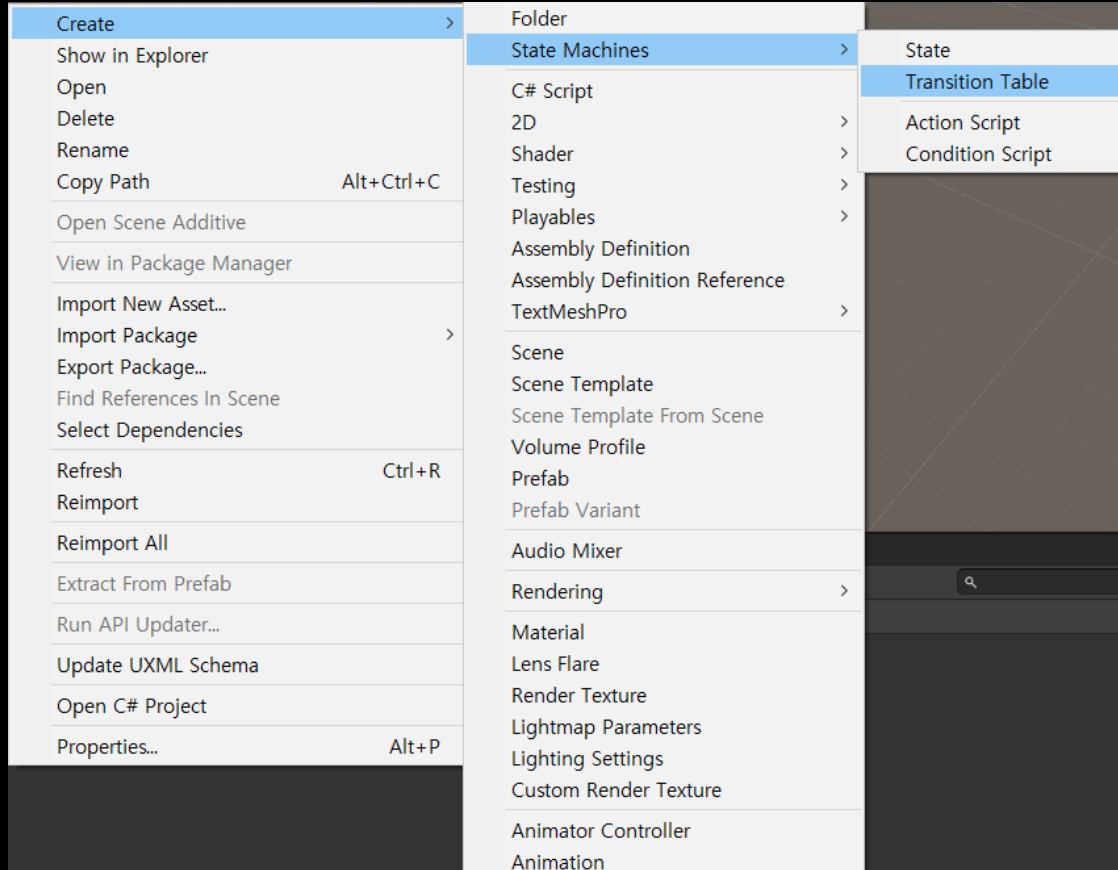 Create
Show in Explorer
Open
Delete
Rename
Copy Path Alt+Ctrl+C
Open Scene Additive
View in Package Manager
Import New Asset...
Import Package
Export Package...
Find References In Scene
Select Dependencies
Refresh Ctrl+R
Reimport
Reimport All
Extract From Prefab
Run API Updater...
Update UXML Schema
Open C# Project
Properties... Alt+P
Folder
State Machines
C# Script
2D
Shader
Testing
Playables
Assembly Definition
Assembly Definition Reference
TextMeshPro
Scene
Scene Template
Scene Template From Scene
Volume Profile
Prefab
Prefab Variant
Audio Mixer
Rendering
Material
Lens Flare
Render Texture
Lightmap Parameters
Lighting Settings
Custom Render Texture
Animator Controller
Animation
State
Transition Table
Action Script
Condition Script